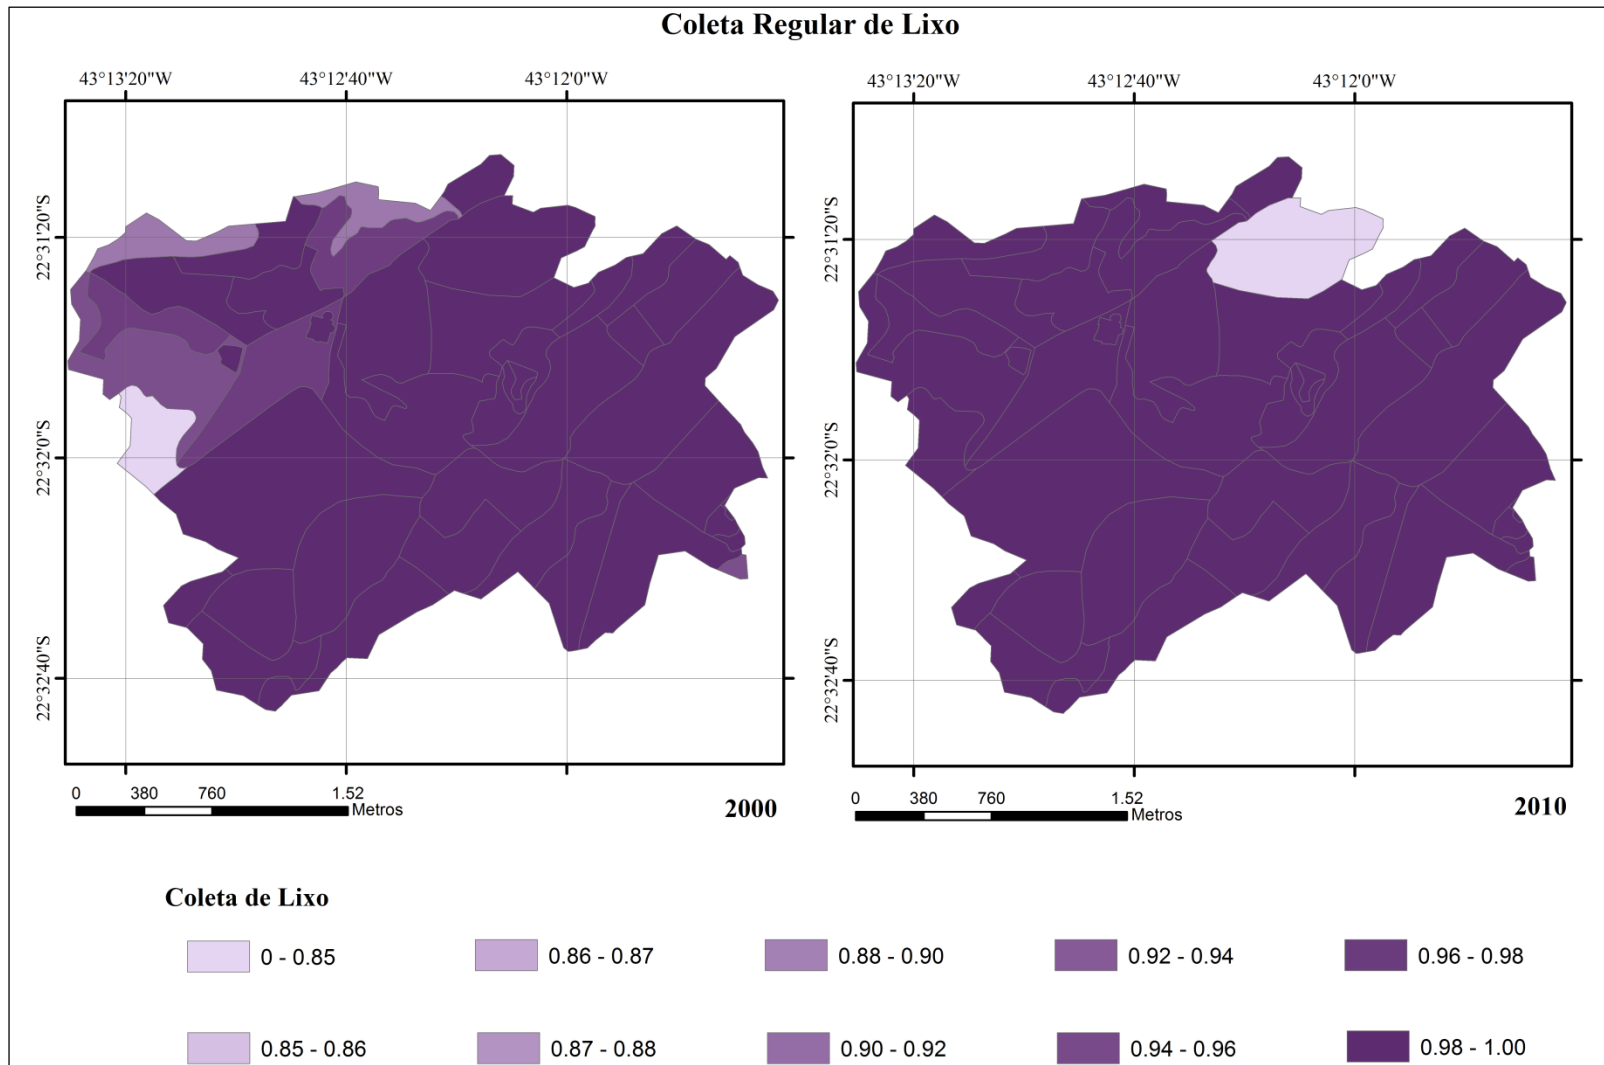 Coleta Regular de Lixo
43°13'20"W 43°12'40"W 43°12'0"W
43°13'20"W 43°12'40"W 43°12'0"W
22°31'20"S
22°32'0"S
22°32'40"S
22°31'20"S
22°32'0"S
22°32'40"S
0 380 760 1.52
Metros
2000
0 380 760 1.52
Metros
2010
Coleta de Lixo
0 - 0.85
0.86 - 0.87
0.88 - 0.90
0.92 - 0.94
0.96 - 0.98
0.85 - 0.86
0.87 - 0.88
0.90 - 0.92
0.94 - 0.96
0.98 - 1.00